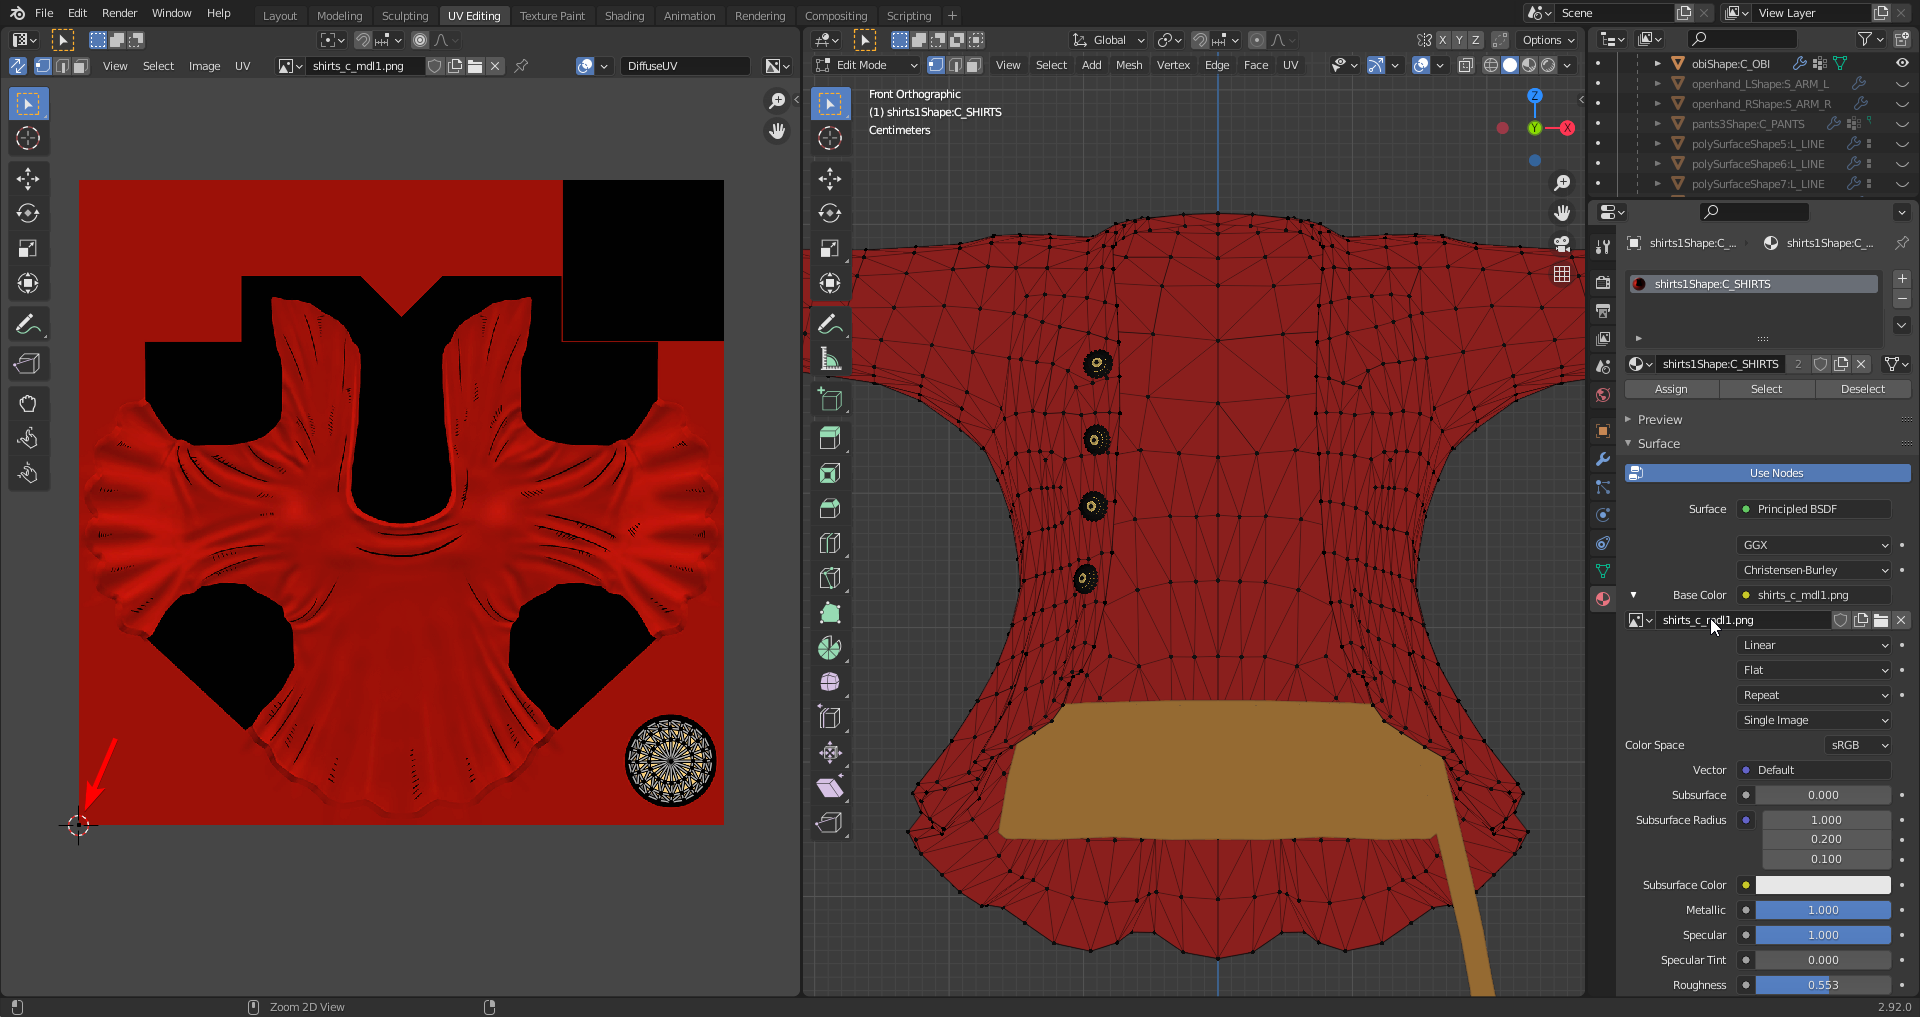 File Edit Render Window Help Layout Modeling Sculpting UV Editing Texture Paint Shading Animation Rendering Compositing Scripting + Scene View Layer
Global X Y Z Options
View Select Image UV shirts_c_mdl1.png DiffuseUV
Edit Mode View Select Add Mesh Vertex Edge Face UV
Front Orthographic
(1) shirts1Shape:C_SHIRTS
Centimeters
Z
Y
X
obiShape:C_OBI
openhand_LShape:S_ARM_L
openhand_RShape:S_ARM_R
pants3Shape:C_PANTS
polySurfaceShape5:L_LINE
polySurfaceShape6:L_LINE
polySurfaceShape7:L_LINE
shirts1Shape:C_... shirts1Shape:C_...
shirts1Shape:C_SHIRTS
shirts1Shape:C_SHIRTS 2
Assign Select Deselect
Preview
Surface
Use Nodes
Surface Principled BSDF
GGX
Christensen-Burley
Base Color shirts_c_mdl1.png
shirts_c_mdl1.png
Linear
Flat
Repeat
Single Image
Color Space sRGB
Vector Default
Subsurface 0.000
Subsurface Radius 1.000
0.200
0.100
Subsurface Color
Metallic 1.000
Specular 1.000
Specular Tint 0.000
Roughness 0.553
Zoom 2D View 2.92.0